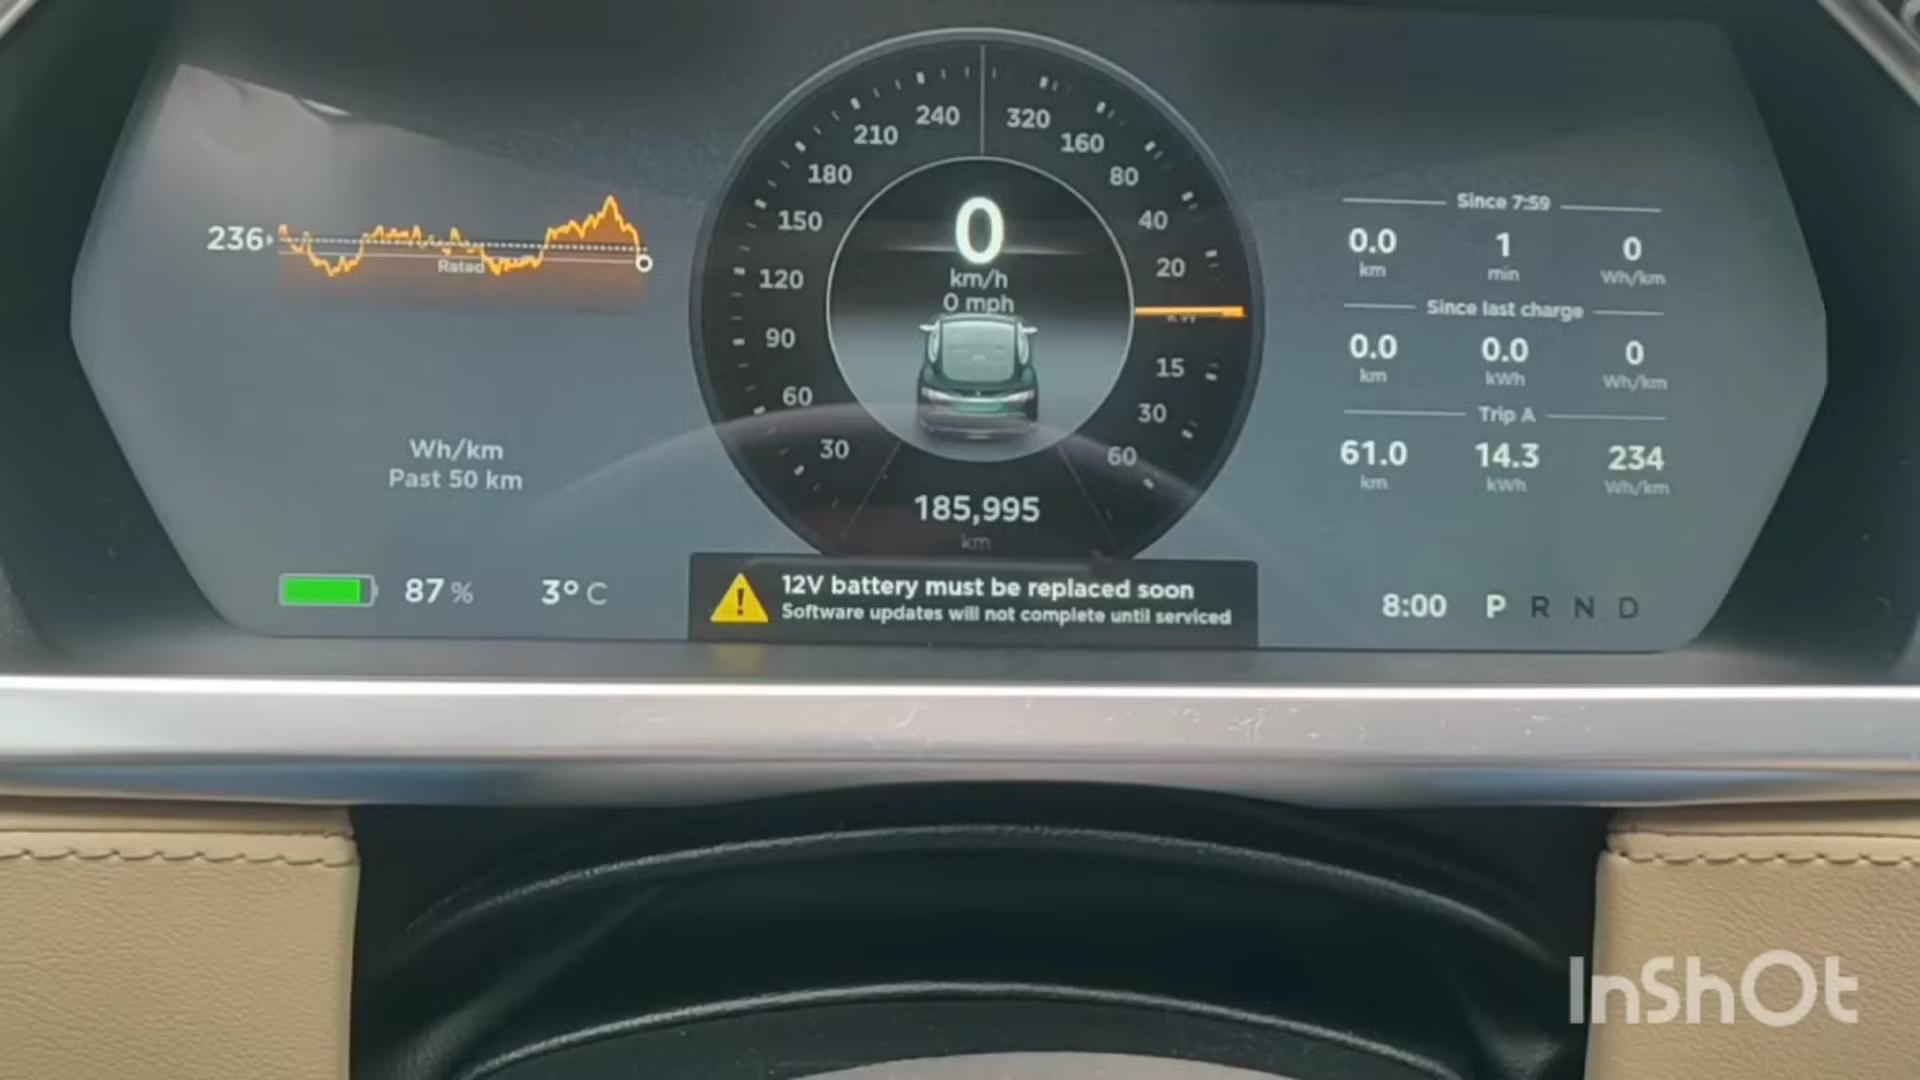 236
Rated
Wh/km
Past 50 km
87 %
3° C
30
60
90
120
150
180
210
240
320
160
80
40
20
15
30
60
0
km/h
0 mph
185,995
km
12V battery must be replaced soon
Software updates will not complete until serviced
Since 7:59
0.0 1 0
km min Wh/km
Since last charge
0.0 0.0 0
km kWh Wh/km
Trip A
61.0 14.3 234
km kWh Wh/km
8:00 P R N D
InShOt